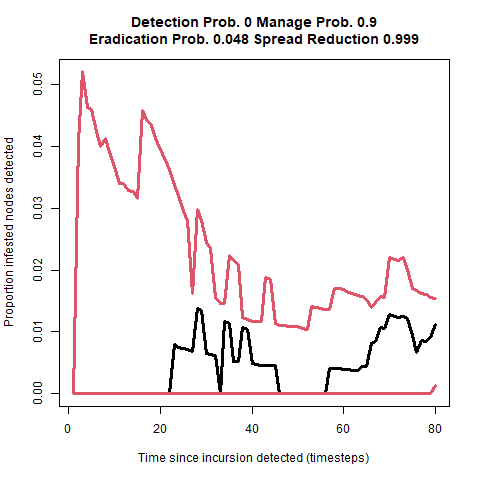 Detection Prob. 0 Manage Prob. 0.9
Eradication Prob. 0.048 Spread Reduction 0.999
Proportion infested nodes detected
0.05
0.04
0.03
0.02
0.01
0.00
0 20 40 60 80
Time since incursion detected (timesteps)